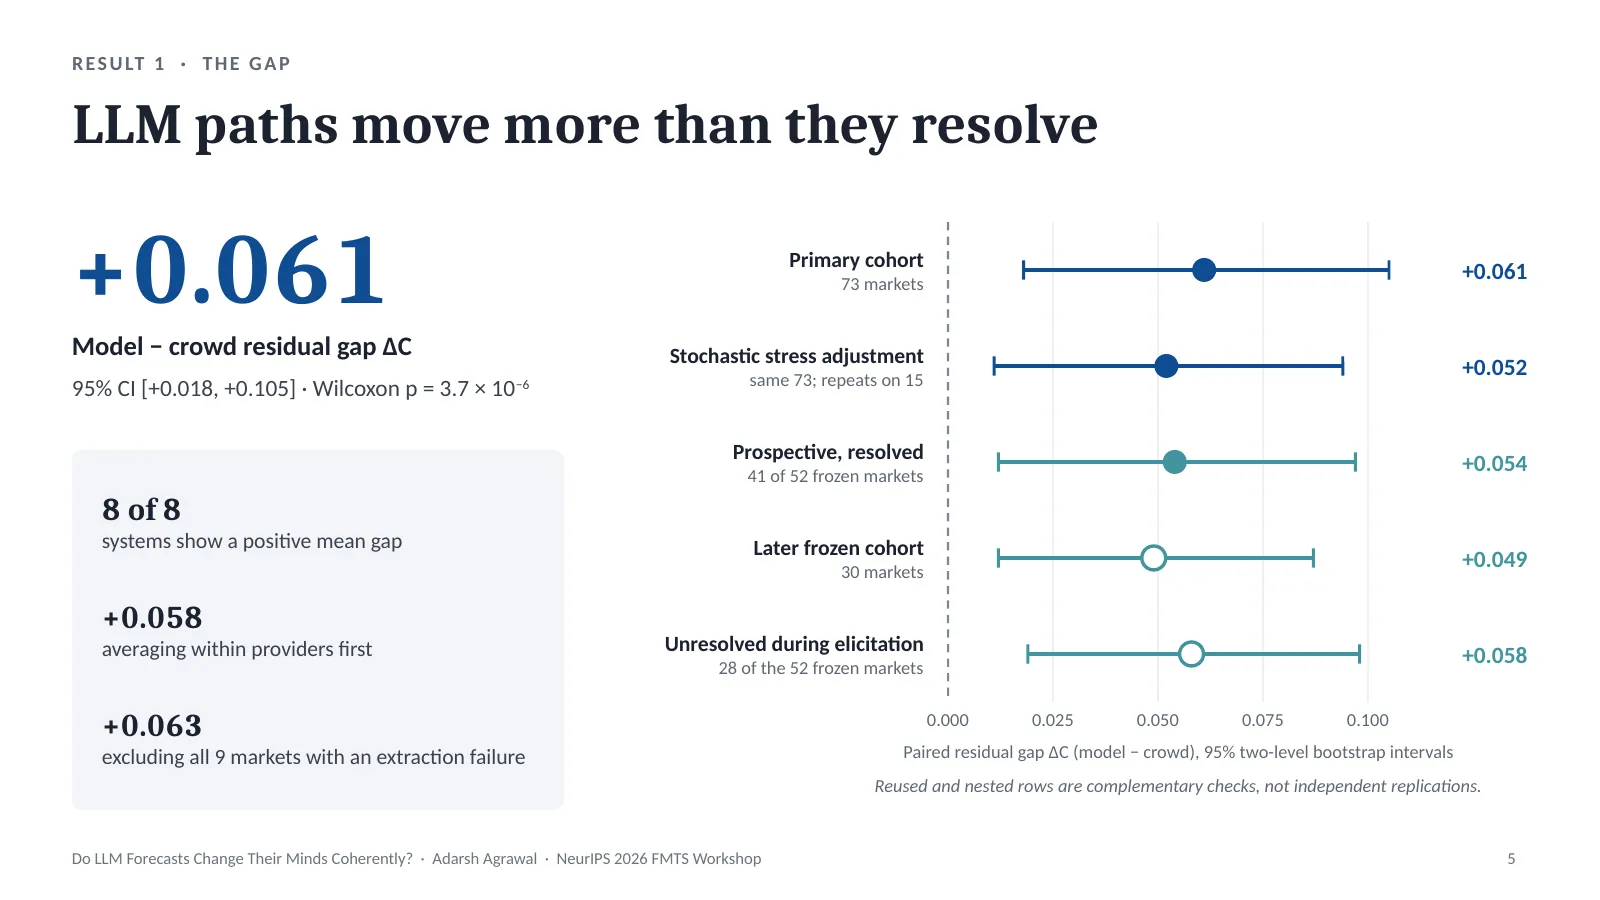 RESULT 1 · THE GAP
LLM paths move more than they resolve
+0.061
Model − crowd residual gap ΔC
95% CI [+0.018, +0.105] · Wilcoxon p = 3.7 × 10⁻⁶
8 of 8
systems show a positive mean gap
+0.058
averaging within providers first
+0.063
excluding all 9 markets with an extraction failure
Primary cohort
73 markets
+0.061
Stochastic stress adjustment
same 73; repeats on 15
+0.052
Prospective, resolved
41 of 52 frozen markets
+0.054
Later frozen cohort
30 markets
+0.049
Unresolved during elicitation
28 of the 52 frozen markets
+0.058
0.000 0.025 0.050 0.075 0.100
Paired residual gap ΔC (model − crowd), 95% two-level bootstrap intervals
Reused and nested rows are complementary checks, not independent replications.
Do LLM Forecasts Change Their Minds Coherently? · Adarsh Agrawal · NeurIPS 2026 FMTS Workshop
5